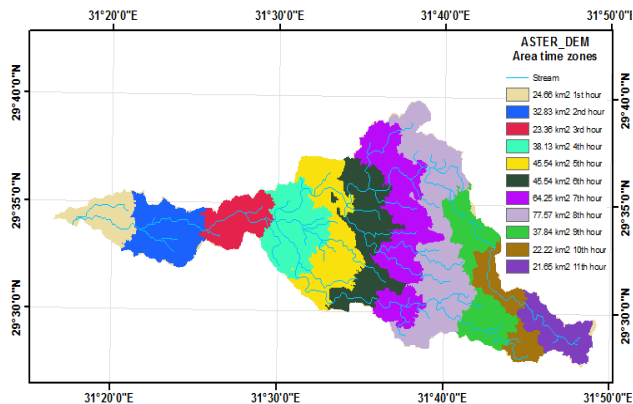 31°20'0"E 31°30'0"E 31°40'0"E 31°50'0"E
ASTER_DEM
Area time zones
Stream
24.66 km2 1st hour
32.83 km2 2nd hour
23.36 km2 3rd hour
38.13 km2 4th hour
45.54 km2 5th hour
45.54 km2 6th hour
64.25 km2 7th hour
77.57 km2 8th hour
37.84 km2 9th hour
22.22 km2 10th hour
21.65 km2 11th hour
29°40'0"N 29°40'0"N
29°35'0"N 29°35'0"N
29°30'0"N 29°30'0"N
31°20'0"E 31°30'0"E 31°40'0"E 31°50'0"E